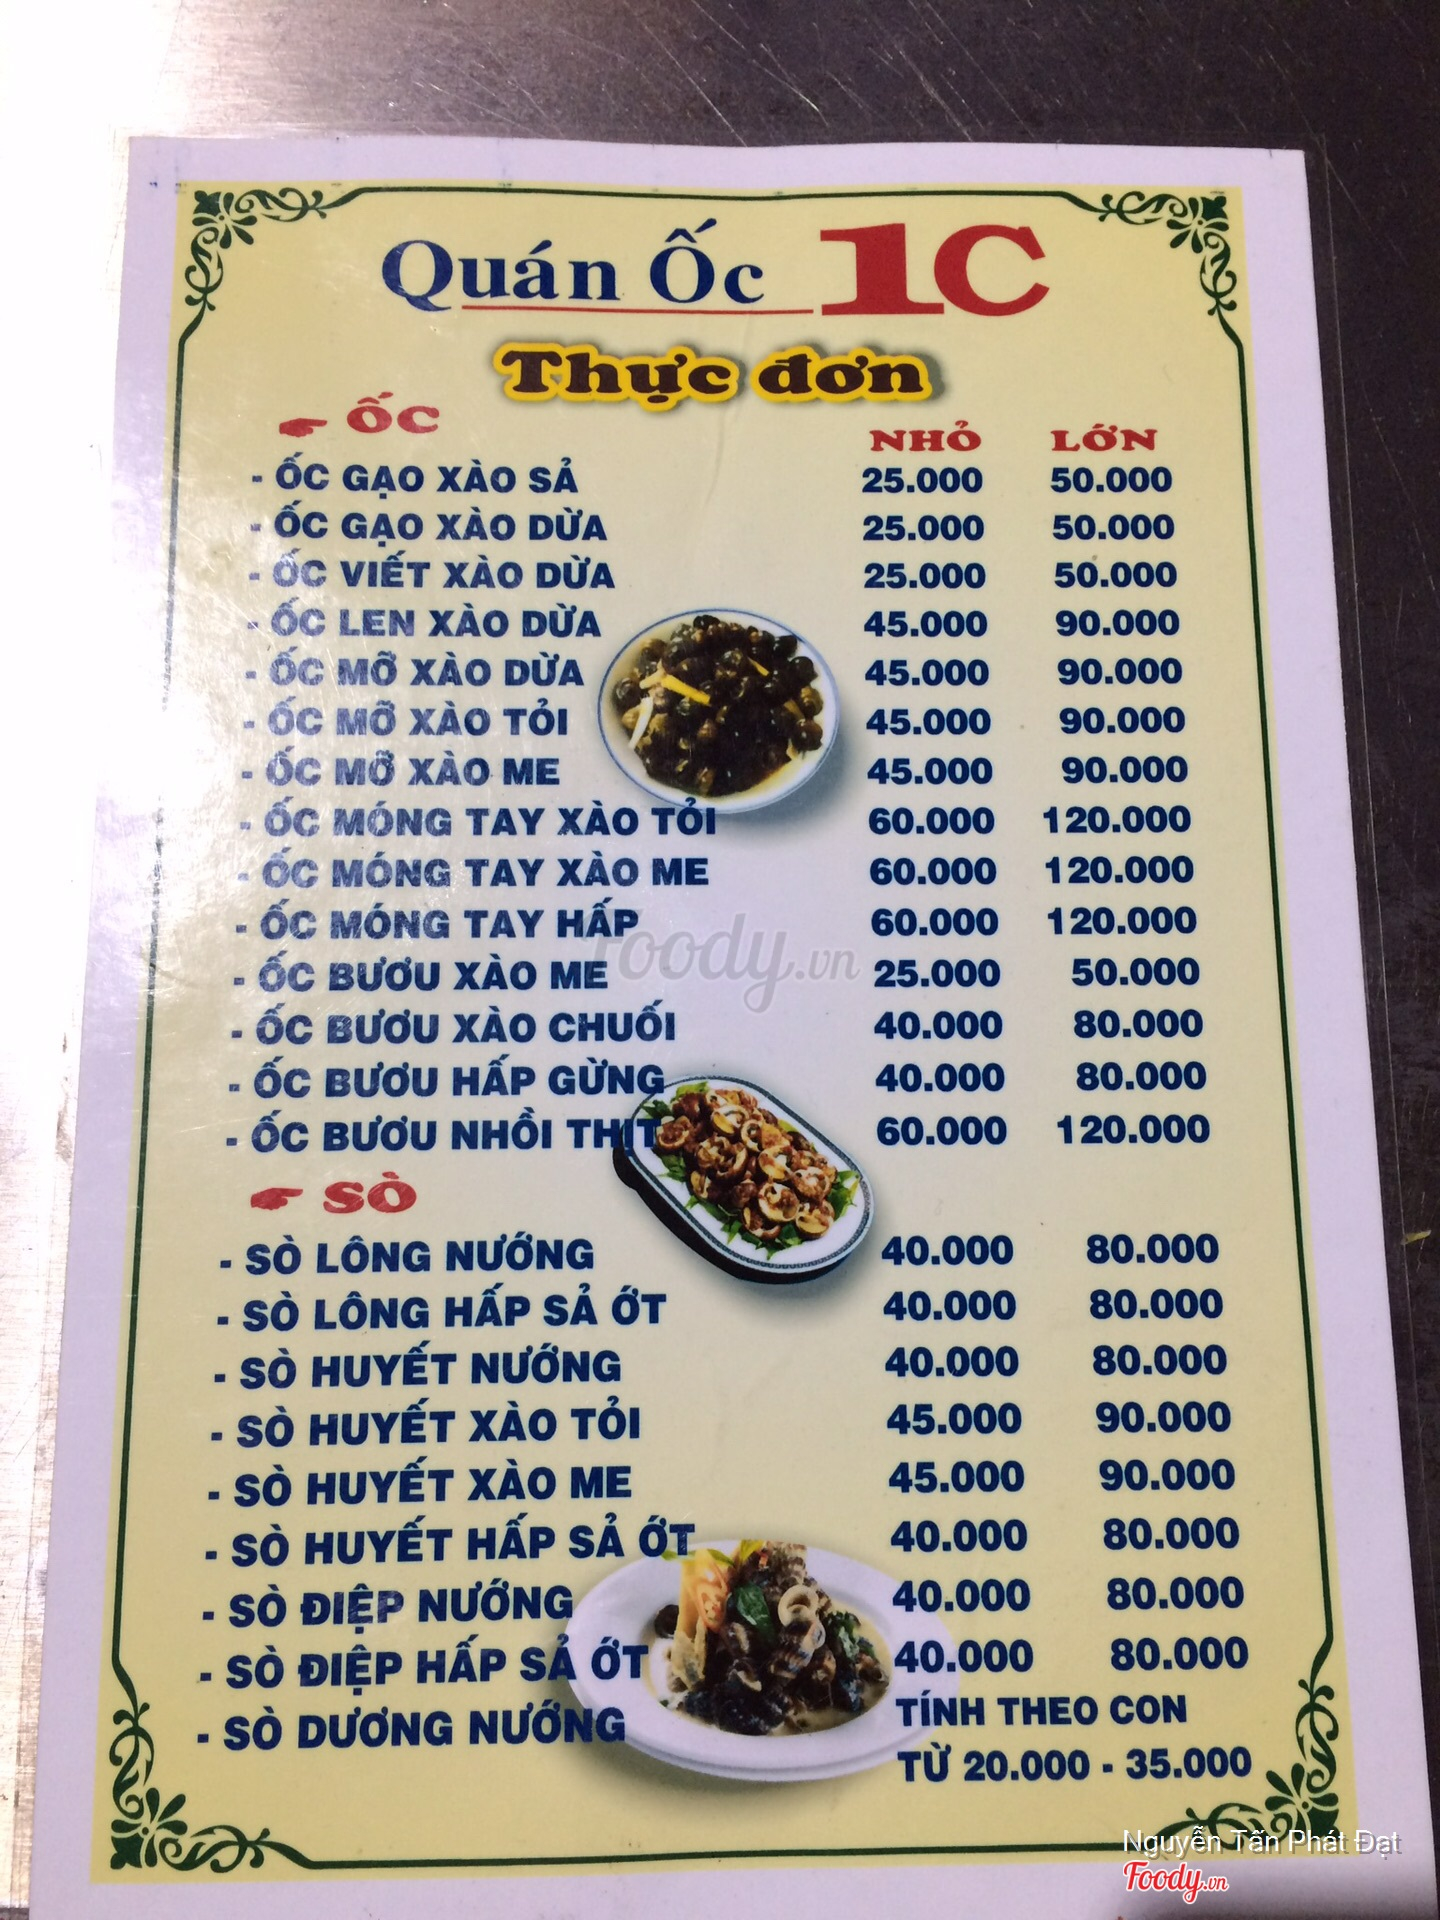 Quán Ốc 1C
Thực đơn
ỐC NHỎ LỚN
- ỐC GẠO XÀO SẢ 25.000 50.000
- ỐC GẠO XÀO DỪA 25.000 50.000
- ỐC VIẾT XÀO DỪA 25.000 50.000
- ỐC LEN XÀO DỪA 45.000 90.000
- ỐC MỠ XÀO DỪA 45.000 90.000
- ỐC MỠ XÀO TỎI 45.000 90.000
- ỐC MỠ XÀO ME 45.000 90.000
- ỐC MÓNG TAY XÀO TỎI 60.000 120.000
- ỐC MÓNG TAY XÀO ME 60.000 120.000
- ỐC MÓNG TAY HẤP 60.000 120.000
Foody.vn
- ỐC BƯƠU XÀO ME 25.000 50.000
- ỐC BƯƠU XÀO CHUỐI 40.000 80.000
- ỐC BƯƠU HẤP GỪNG 40.000 80.000
- ỐC BƯƠU NHỒI THỊT 60.000 120.000
SÒ
- SÒ LÔNG NƯỚNG 40.000 80.000
- SÒ LÔNG HẤP SẢ ỚT 40.000 80.000
- SÒ HUYẾT NƯỚNG 40.000 80.000
- SÒ HUYẾT XÀO TỎI 45.000 90.000
- SÒ HUYẾT XÀO ME 45.000 90.000
- SÒ HUYẾT HẤP SẢ ỚT 40.000 80.000
- SÒ ĐIỆP NƯỚNG 40.000 80.000
- SÒ ĐIỆP HẤP SẢ ỚT 40.000 80.000
- SÒ DƯƠNG NƯỚNG TÍNH THEO CON
TỪ 20.000 - 35.000
Nguyễn Tấn Phát Đạt
Foody.vn